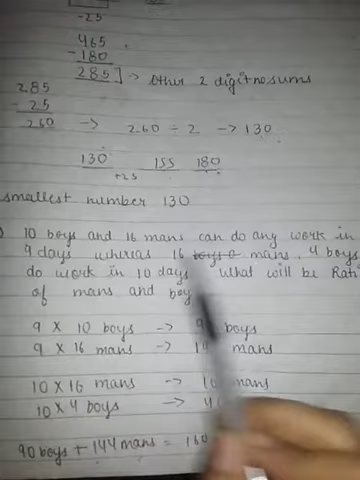 -25
465
- 180
285 ] -> Other 2 digit no sums
285
- 25
260 -> 260 ÷ 2 -> 130
130 155 180
+25
smallest number 130
10 boys and 16 mans can do any work in
9 days whereas 16 mans, 4 boys
do work in 10 days What will be Rati
of mans and boy
9 X 10 boys -> boys
9 X 16 mans -> mans
10 X 16 mans -> mans
10 X 4 boys ->
90 boys + 144 mans = 160